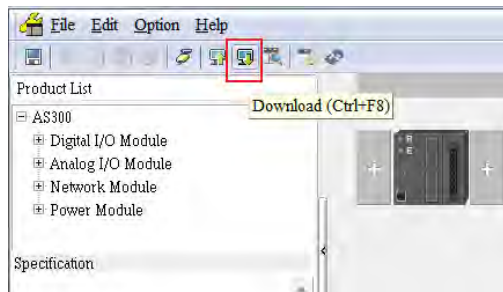 File Edit Option Help
Product List
Download (Ctrl+F8)
AS300
Digital I/O Module
Analog I/O Module
Network Module
Power Module
Specification